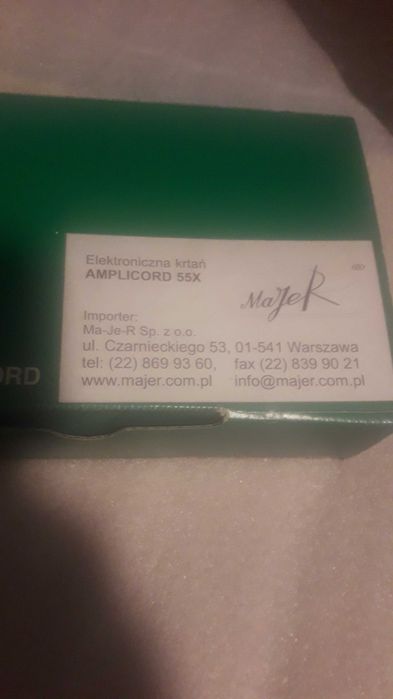 Elektroniczna krtań
AMPLICORD 55X
MaJeR
Importer:
Ma-Je-R Sp. z o.o.
ul. Czarnieckiego 53, 01-541 Warszawa
tel: (22) 869 93 60, fax (22) 839 90 21
www.majer.com.pl info@majer.com.pl
ORD